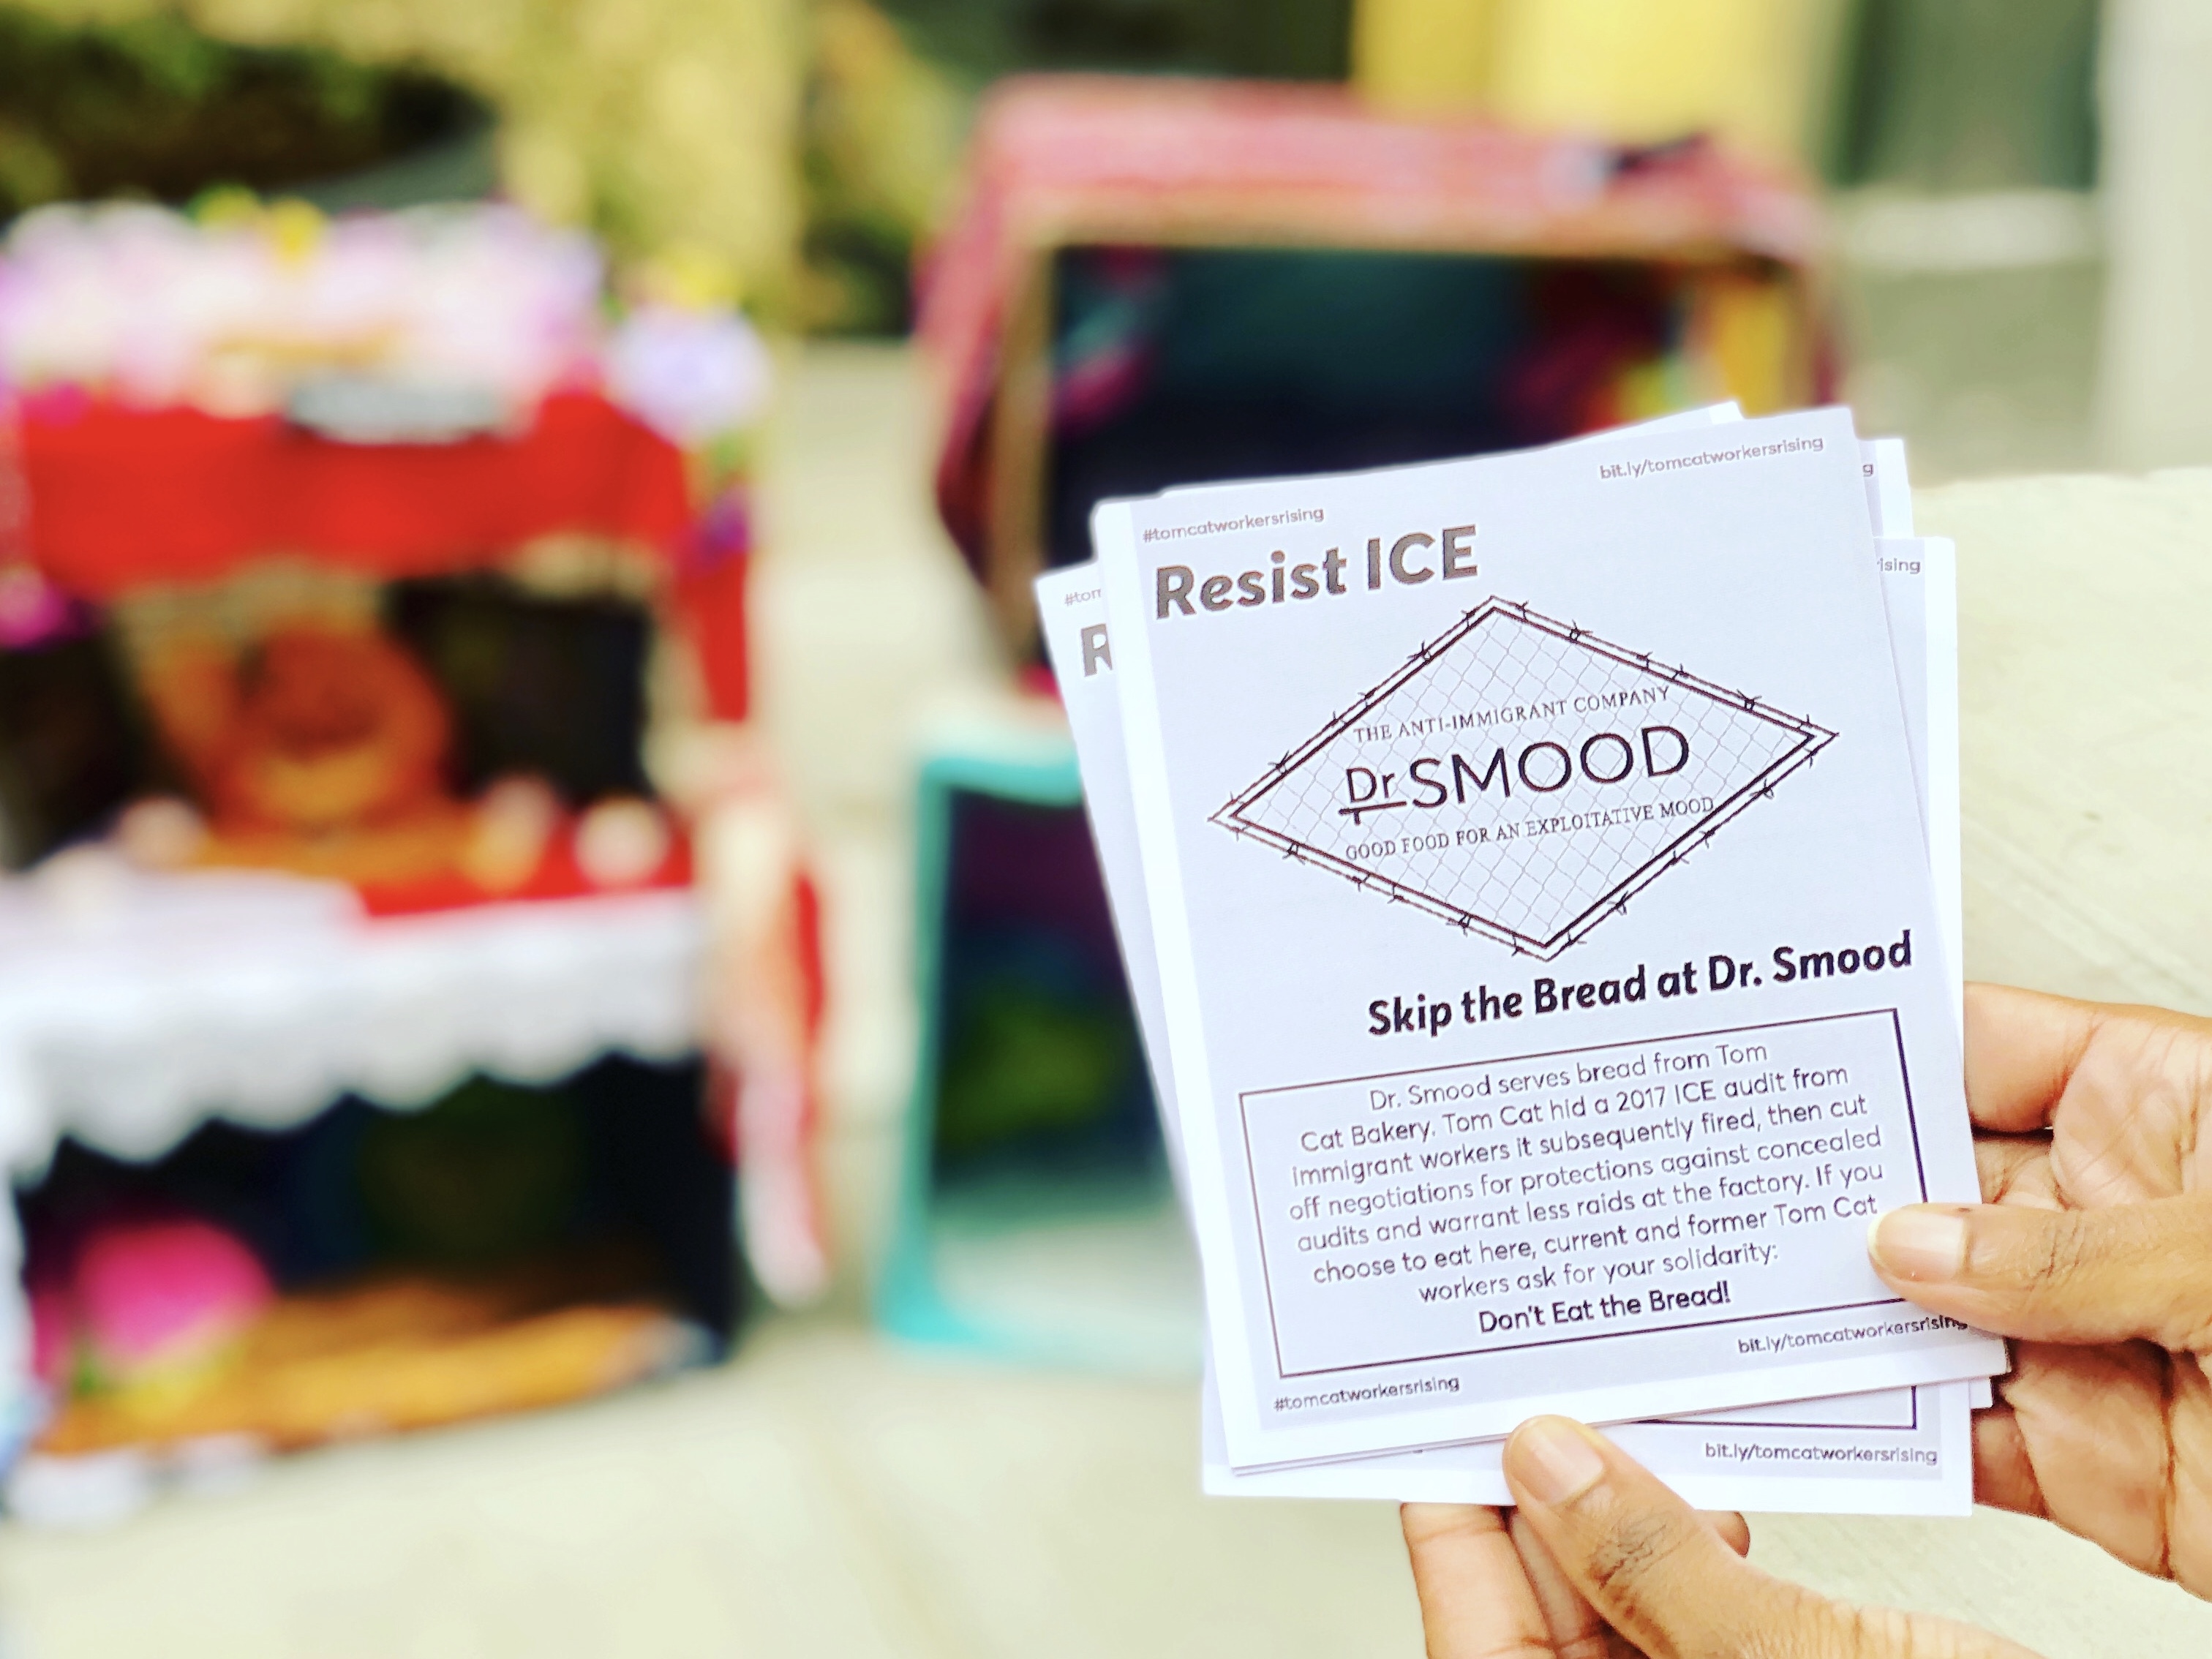 #tomcatworkersrising
bit.ly/tomcatworkersrising
Resist ICE
THE ANTI-IMMIGRANT COMPANY
Dr SMOOD
GOOD FOOD FOR AN EXPLOITATIVE MOOD
Skip the Bread at Dr. Smood
Dr. Smood serves bread from Tom
Cat Bakery. Tom Cat hid a 2017 ICE audit from
immigrant workers it subsequently fired, then cut
off negotiations for protections against concealed
audits and warrant less raids at the factory. If you
choose to eat here, current and former Tom Cat
workers ask for your solidarity:
Don't Eat the Bread!
bit.ly/tomcatworkersrising
#tomcatworkersrising
#tom
R
g
ising
bit.ly/tomcatworkersrising